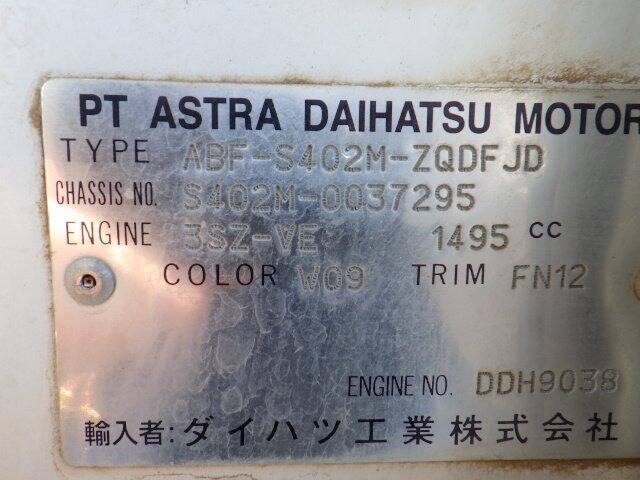 PT ASTRA DAIHATSU MOTOR
TYPE ABF-S402M-ZQDFJD
CHASSIS NO. S402M-0037295
ENGINE 3SZ-VE 1495 CC
COLOR W09 TRIM FN12
ENGINE NO. DDH9038
輸入者: ダイハツ工業株式会社